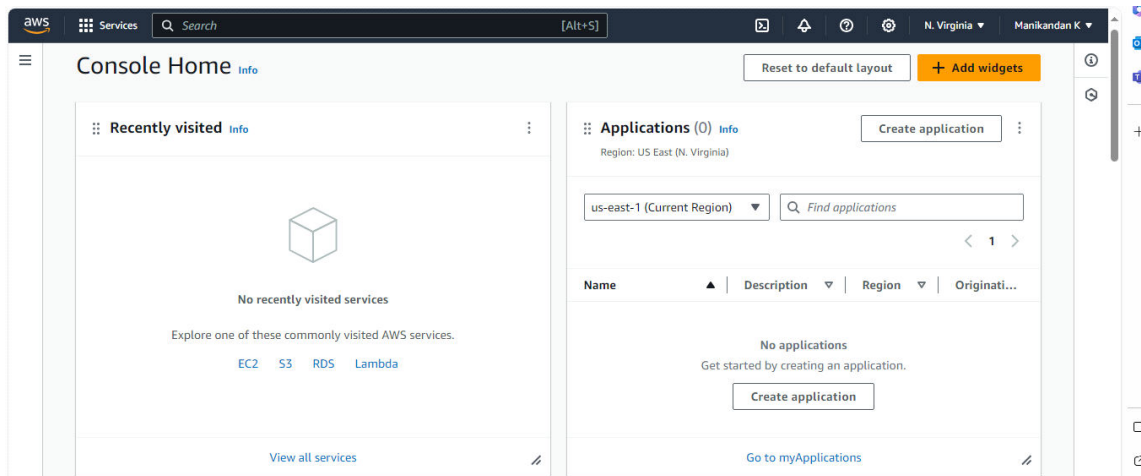 aws Services Search [Alt+S] N. Virginia Manikandan K
Console Home Info
Reset to default layout
+ Add widgets
Recently visited Info
No recently visited services
Explore one of these commonly visited AWS services.
EC2 S3 RDS Lambda
View all services
Applications (0) Info
Create application
Region: US East (N. Virginia)
us-east-1 (Current Region)
Find applications
1
Name Description Region Originati...
No applications
Get started by creating an application.
Create application
Go to myApplications